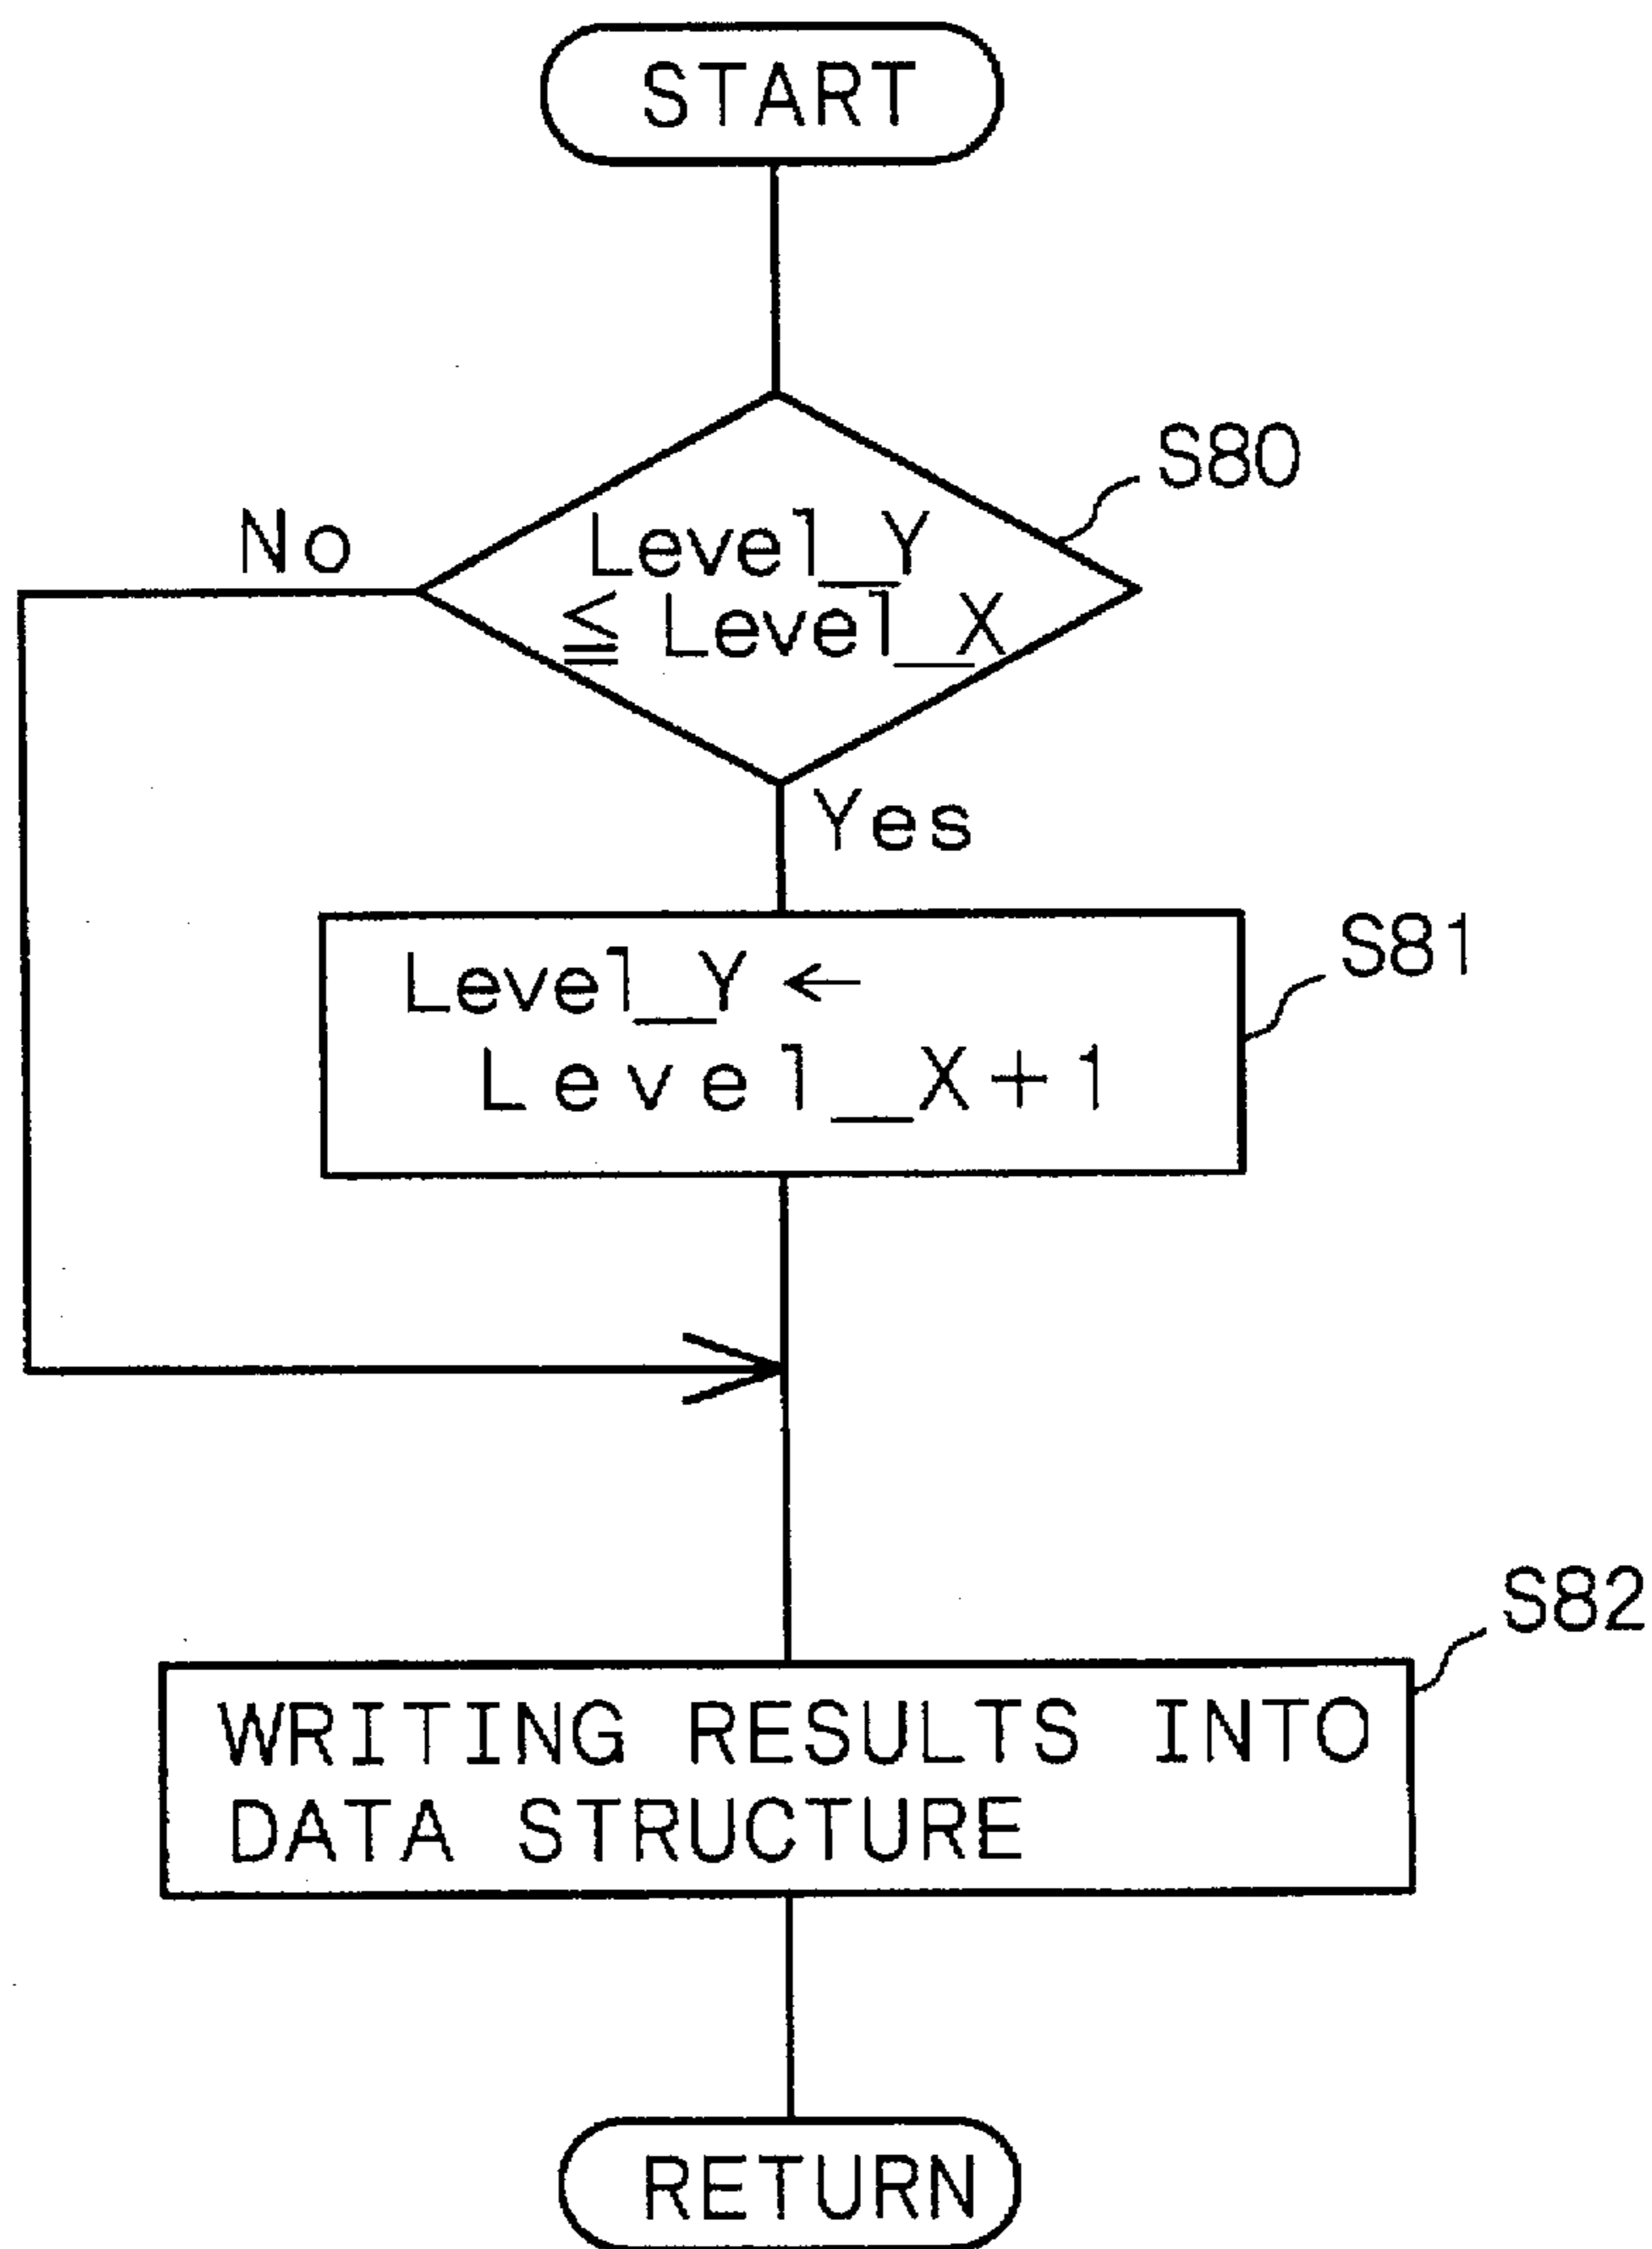 START
S80
No
Level_Y
≦ Level_X
Yes
S81
Level_Y ←
Level_X+1
S82
WRITING RESULTS INTO
DATA STRUCTURE
RETURN